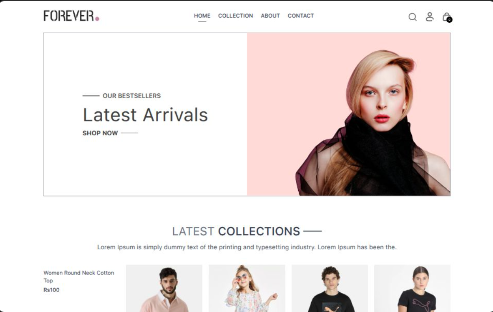 FOREVER.
HOME COLLECTION ABOUT CONTACT
0
OUR BESTSELLERS
Latest Arrivals
SHOP NOW
LATEST COLLECTIONS
Lorem Ipsum is simply dummy text of the printing and typesetting industry. Lorem Ipsum has been the.
Women Round Neck Cotton
Top